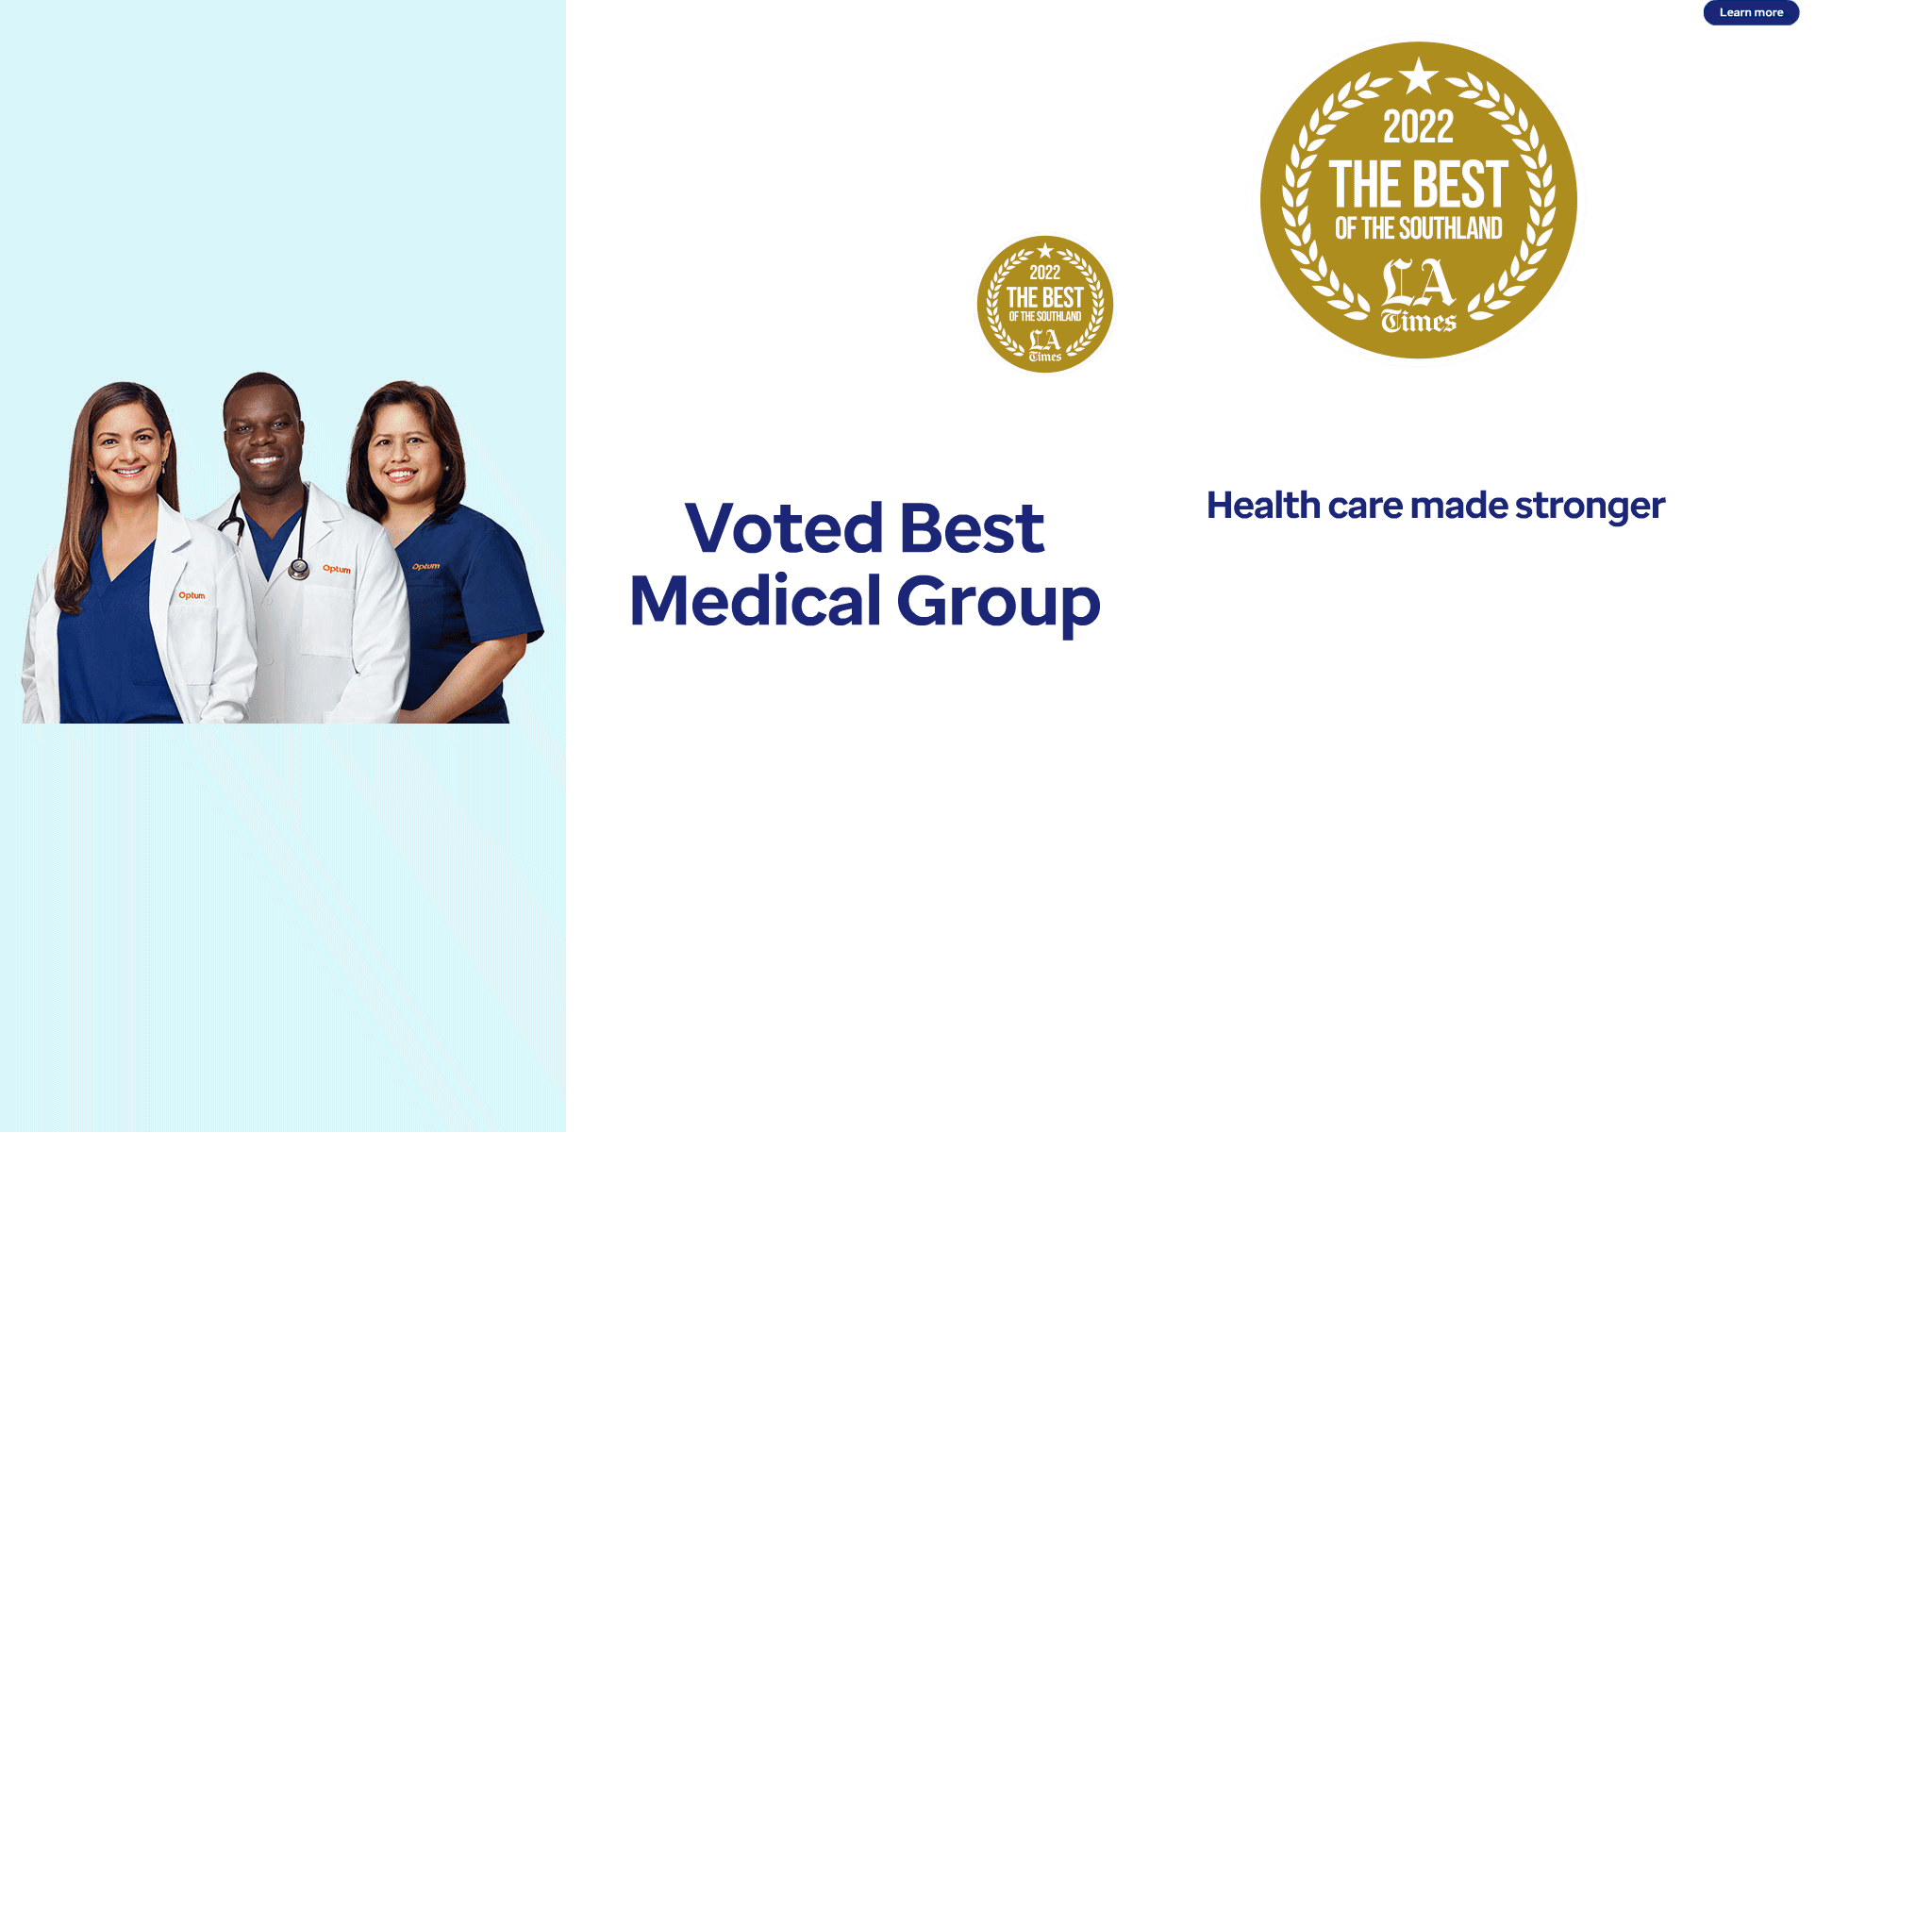 Optum
Optum
Optum
Voted Best
Medical Group
2022
THE BEST
OF THE SOUTHLAND
LA
Times
2022
THE BEST
OF THE SOUTHLAND
LA
Times
Health care made stronger
Learn more